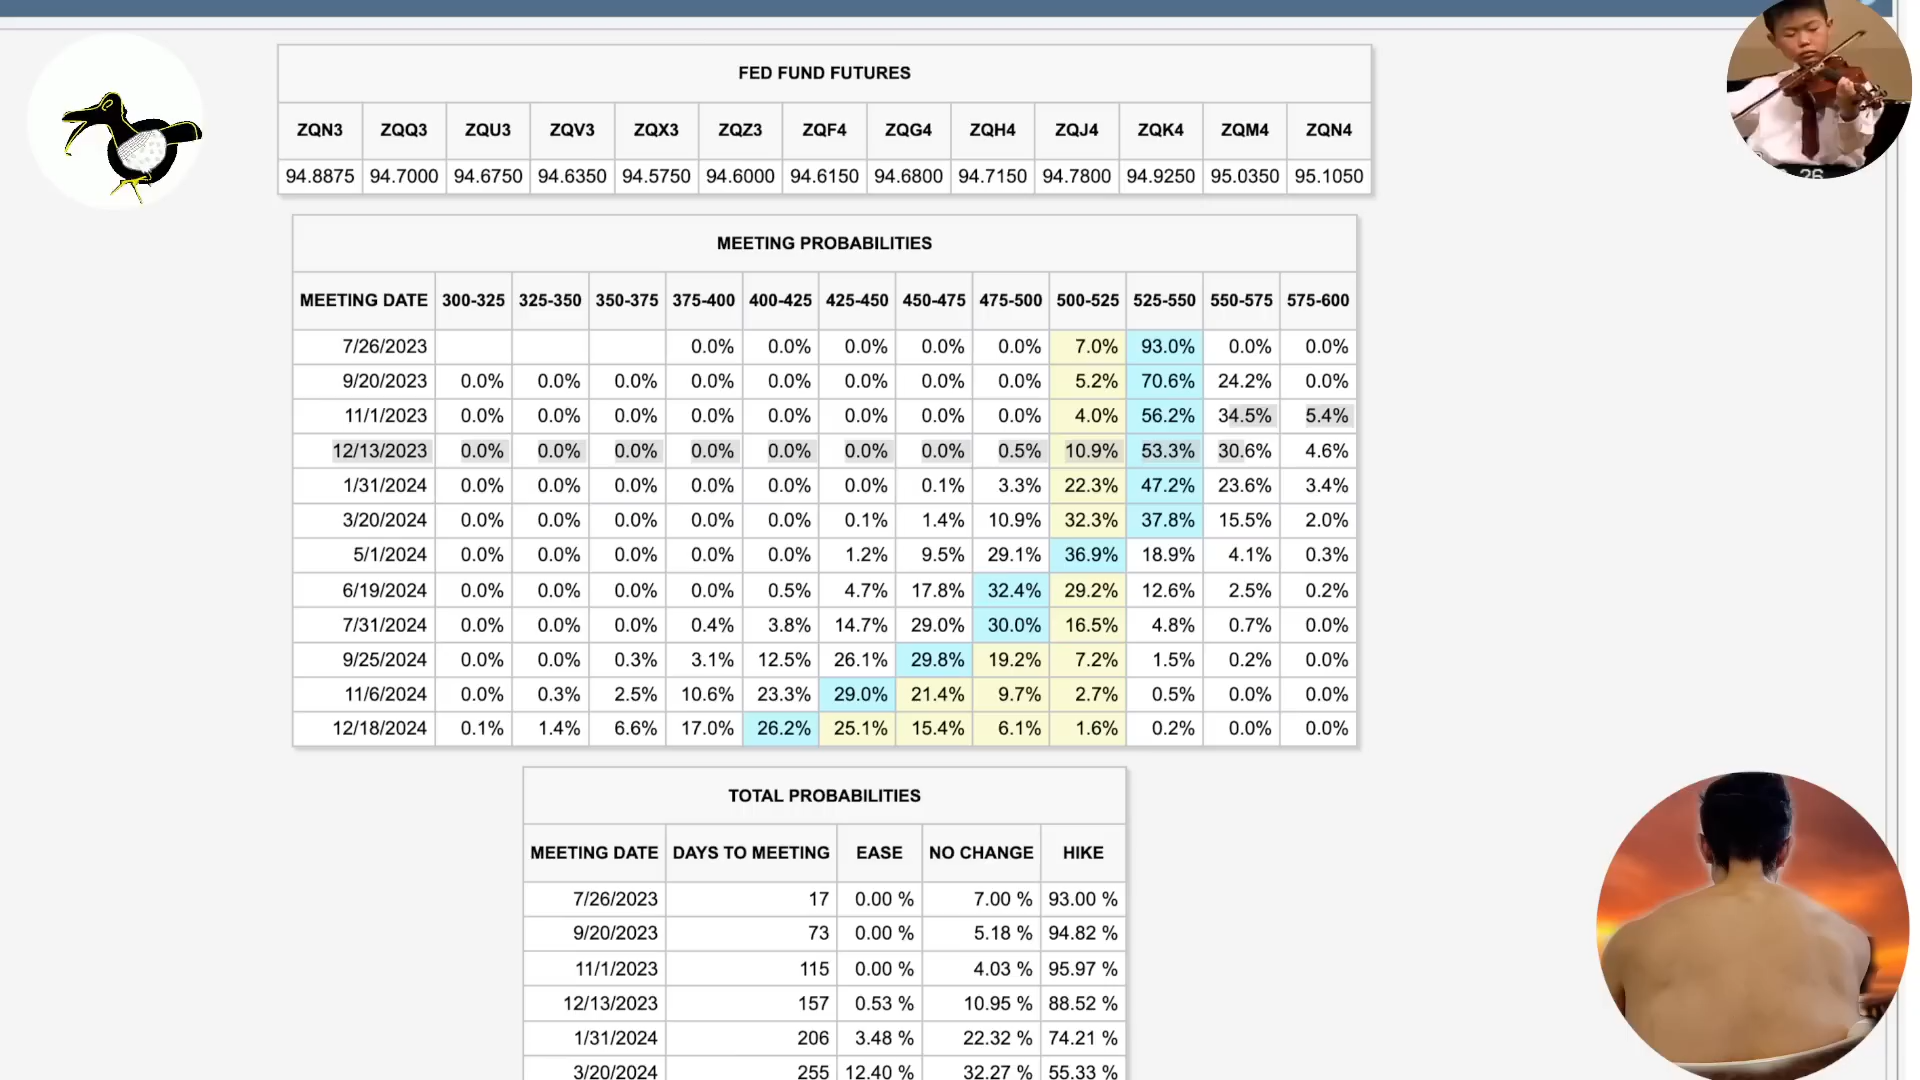 FED FUND FUTURES
ZQN3 ZQQ3 ZQU3 ZQV3 ZQX3 ZQZ3 ZQF4 ZQG4 ZQH4 ZQJ4 ZQK4 ZQM4 ZQN4
94.8875 94.7000 94.6750 94.6350 94.5750 94.6000 94.6150 94.6800 94.7150 94.7800 94.9250 95.0350 95.1050
MEETING PROBABILITIES
MEETING DATE 300-325 325-350 350-375 375-400 400-425 425-450 450-475 475-500 500-525 525-550 550-575 575-600
7/26/2023 0.0% 0.0% 0.0% 0.0% 0.0% 7.0% 93.0% 0.0% 0.0%
9/20/2023 0.0% 0.0% 0.0% 0.0% 0.0% 0.0% 0.0% 0.0% 5.2% 70.6% 24.2% 0.0%
11/1/2023 0.0% 0.0% 0.0% 0.0% 0.0% 0.0% 0.0% 0.0% 4.0% 56.2% 34.5% 5.4%
12/13/2023 0.0% 0.0% 0.0% 0.0% 0.0% 0.0% 0.0% 0.5% 10.9% 53.3% 30.6% 4.6%
1/31/2024 0.0% 0.0% 0.0% 0.0% 0.0% 0.0% 0.1% 3.3% 22.3% 47.2% 23.6% 3.4%
3/20/2024 0.0% 0.0% 0.0% 0.0% 0.0% 0.1% 1.4% 10.9% 32.3% 37.8% 15.5% 2.0%
5/1/2024 0.0% 0.0% 0.0% 0.0% 0.0% 1.2% 9.5% 29.1% 36.9% 18.9% 4.1% 0.3%
6/19/2024 0.0% 0.0% 0.0% 0.0% 0.5% 4.7% 17.8% 32.4% 29.2% 12.6% 2.5% 0.2%
7/31/2024 0.0% 0.0% 0.0% 0.4% 3.8% 14.7% 29.0% 30.0% 16.5% 4.8% 0.7% 0.0%
9/25/2024 0.0% 0.0% 0.3% 3.1% 12.5% 26.1% 29.8% 19.2% 7.2% 1.5% 0.2% 0.0%
11/6/2024 0.0% 0.3% 2.5% 10.6% 23.3% 29.0% 21.4% 9.7% 2.7% 0.5% 0.0% 0.0%
12/18/2024 0.1% 1.4% 6.6% 17.0% 26.2% 25.1% 15.4% 6.1% 1.6% 0.2% 0.0% 0.0%
TOTAL PROBABILITIES
MEETING DATE DAYS TO MEETING EASE NO CHANGE HIKE
7/26/2023 17 0.00 % 7.00 % 93.00 %
9/20/2023 73 0.00 % 5.18 % 94.82 %
11/1/2023 115 0.00 % 4.03 % 95.97 %
12/13/2023 157 0.53 % 10.95 % 88.52 %
1/31/2024 206 3.48 % 22.32 % 74.21 %
3/20/2024 255 12.40 % 32.27 % 55.33 %